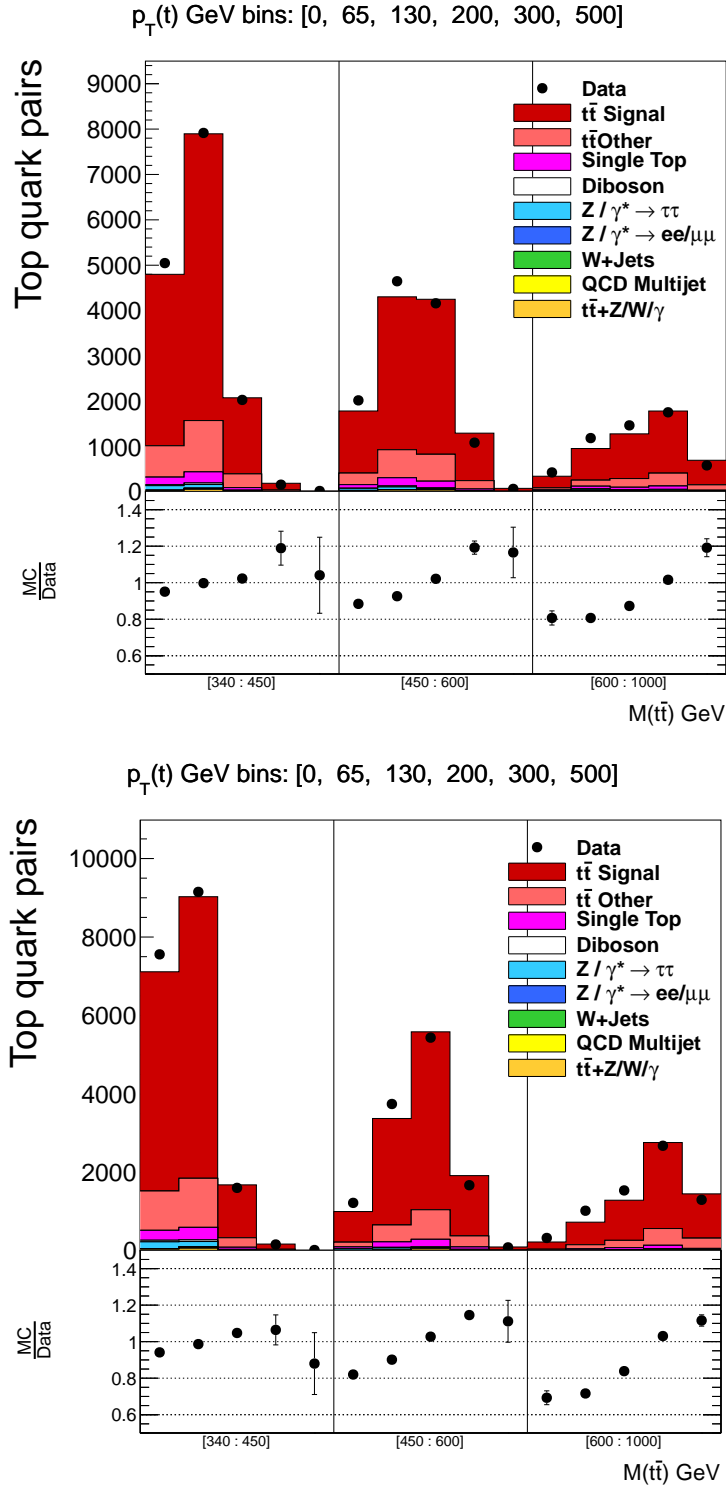 p_T(t) GeV bins: [0, 65, 130, 200, 300, 500]
Top quark pairs
9000
8000
7000
6000
5000
4000
3000
2000
1000
0
Data
tt̄ Signal
tt̄Other
Single Top
Diboson
Z / γ* → ττ
Z / γ* → ee/μμ
W+Jets
QCD Multijet
tt̄+Z/W/γ
MC
Data
1.4
1.2
1
0.8
0.6
[340 : 450]
[450 : 600]
[600 : 1000]
M(tt̄) GeV
p_T(t) GeV bins: [0, 65, 130, 200, 300, 500]
Top quark pairs
10000
8000
6000
4000
2000
0
Data
tt̄ Signal
tt̄ Other
Single Top
Diboson
Z / γ* → ττ
Z / γ* → ee/μμ
W+Jets
QCD Multijet
tt̄+Z/W/γ
MC
Data
1.4
1.2
1
0.8
0.6
[340 : 450]
[450 : 600]
[600 : 1000]
M(tt̄) GeV